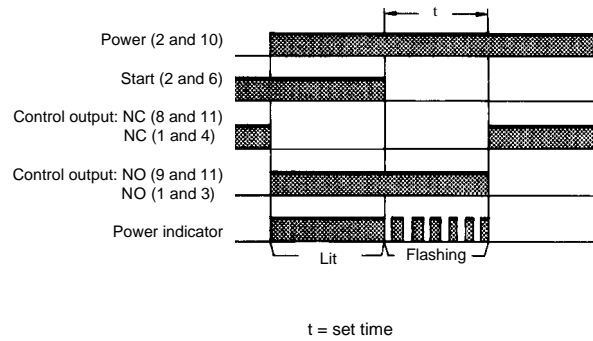 t
Power (2 and 10)
Start (2 and 6)
Control output: NC (8 and 11)
NC (1 and 4)
Control output: NO (9 and 11)
NO (1 and 3)
Power indicator
Lit
Flashing
t = set time